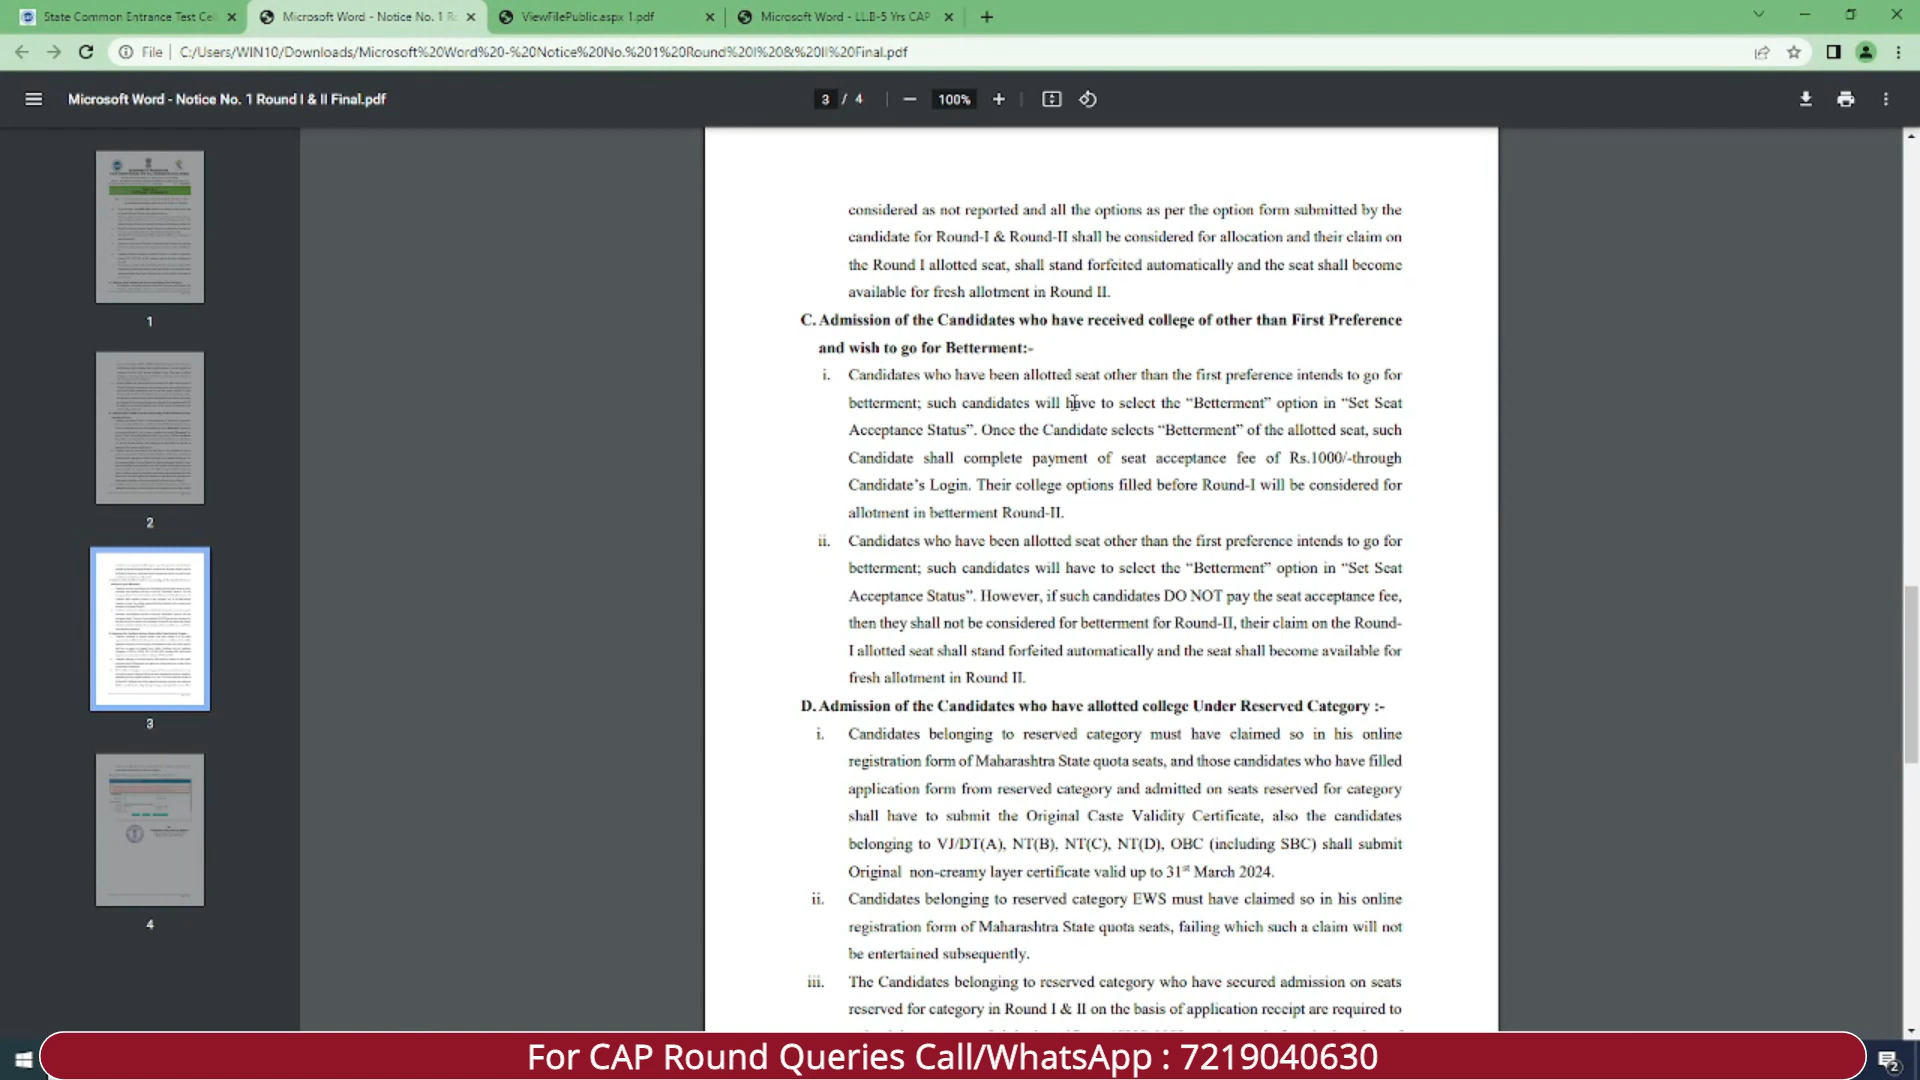 State Common Entrance Test Cel
Microsoft Word - Notice No. 1 R
ViewFilePublic.aspx 1.pdf
Microsoft Word - LL.B-5 Yrs CAP
File | C:/Users/WIN10/Downloads/Microsoft%20Word%20-%20Notice%20No.%201%20Round%20I%20&%20II%20Final.pdf
Microsoft Word - Notice No. 1 Round I & II Final.pdf
3 / 4
100%
considered as not reported and all the options as per the option form submitted by the
candidate for Round-I & Round-II shall be considered for allocation and their claim on
the Round I allotted seat, shall stand forfeited automatically and the seat shall become
available for fresh allotment in Round II.
C. Admission of the Candidates who have received college of other than First Preference
and wish to go for Betterment:-
i. Candidates who have been allotted seat other than the first preference intends to go for
betterment; such candidates will have to select the “Betterment” option in “Set Seat
Acceptance Status”. Once the Candidate selects “Betterment” of the allotted seat, such
Candidate shall complete payment of seat acceptance fee of Rs.1000/-through
Candidate’s Login. Their college options filled before Round-I will be considered for
allotment in betterment Round-II.
ii. Candidates who have been allotted seat other than the first preference intends to go for
betterment; such candidates will have to select the “Betterment” option in “Set Seat
Acceptance Status”. However, if such candidates DO NOT pay the seat acceptance fee,
then they shall not be considered for betterment for Round-II, their claim on the Round-
I allotted seat shall stand forfeited automatically and the seat shall become available for
fresh allotment in Round II.
D. Admission of the Candidates who have allotted college Under Reserved Category :-
i. Candidates belonging to reserved category must have claimed so in his online
registration form of Maharashtra State quota seats, and those candidates who have filled
application form from reserved category and admitted on seats reserved for category
shall have to submit the Original Caste Validity Certificate, also the candidates
belonging to VJ/DT(A), NT(B), NT(C), NT(D), OBC (including SBC) shall submit
Original non-creamy layer certificate valid up to 31st March 2024.
ii. Candidates belonging to reserved category EWS must have claimed so in his online
registration form of Maharashtra State quota seats, failing which such a claim will not
be entertained subsequently.
iii. The Candidates belonging to reserved category who have secured admission on seats
reserved for category in Round I & II on the basis of application receipt are required to
1
2
3
4
For CAP Round Queries Call/WhatsApp : 7219040630
2